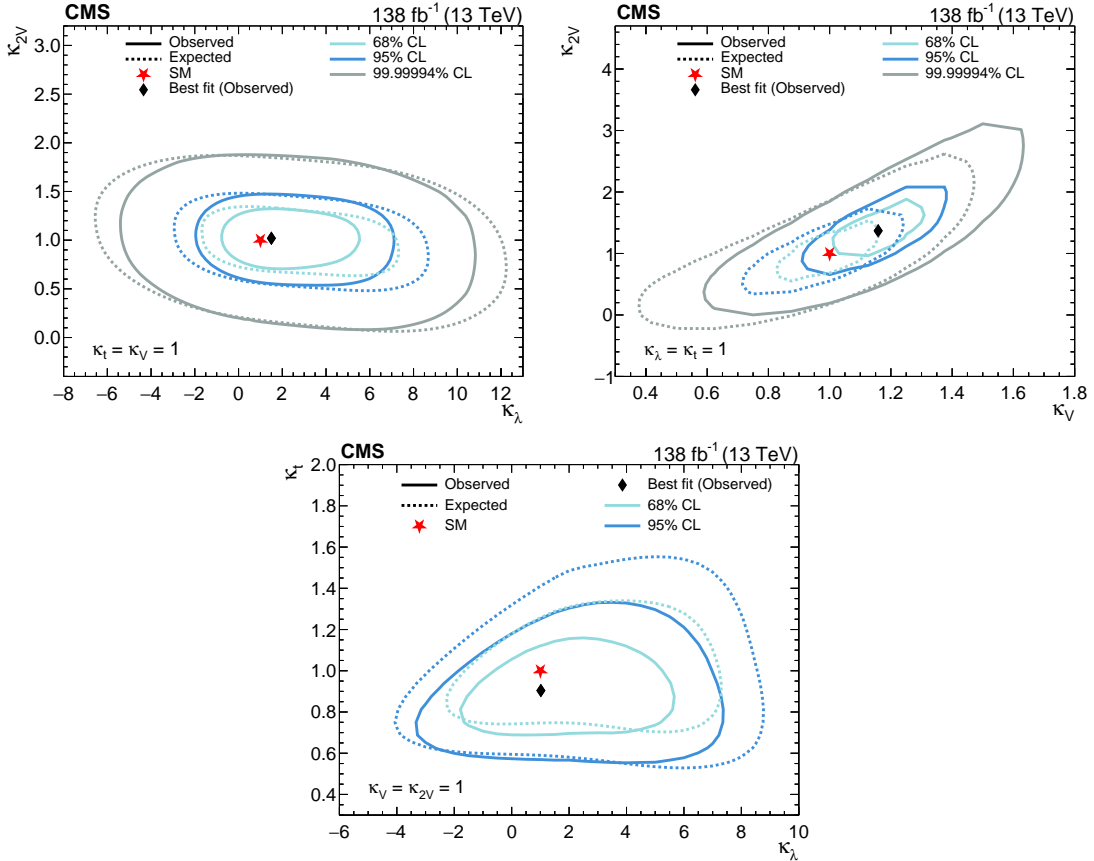 CMS 138 fb⁻¹ (13 TeV)
κ2V
Observed 68% CL
Expected 95% CL
SM 99.99994% CL
Best fit (Observed)
3.0
2.5
2.0
1.5
1.0
0.5
0.0
κt = κV = 1
−8 −6 −4 −2 0 2 4 6 8 10 12
κλ
CMS 138 fb⁻¹ (13 TeV)
κ2V
Observed 68% CL
Expected 95% CL
SM 99.99994% CL
Best fit (Observed)
4
3
2
1
0
−1
κλ = κt = 1
0.4 0.6 0.8 1.0 1.2 1.4 1.6 1.8
κV
CMS 138 fb⁻¹ (13 TeV)
κt
Observed Best fit (Observed)
Expected 68% CL
SM 95% CL
2.0
1.8
1.6
1.4
1.2
1.0
0.8
0.6
0.4
κV = κ2V = 1
−6 −4 −2 0 2 4 6 8 10
κλ